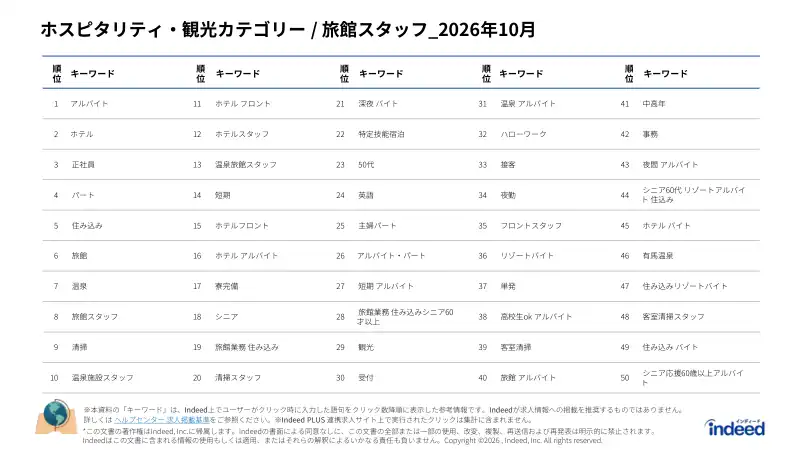 ホスピタリティ・観光カテゴリー / 旅館スタッフ_2026年10月
順位 キーワード 順位 キーワード 順位 キーワード 順位 キーワード 順位 キーワード
1 アルバイト 11 ホテル フロント 21 深夜 バイト 31 温泉 アルバイト 41 中高年
2 ホテル 12 ホテルスタッフ 22 特定技能宿泊 32 ハローワーク 42 事務
3 正社員 13 温泉旅館スタッフ 23 50代 33 接客 43 夜間 アルバイト
4 パート 14 短期 24 英語 34 夜勤 44 シニア60代 リゾートアルバイト 住込み
5 住み込み 15 ホテルフロント 25 主婦パート 35 フロントスタッフ 45 ホテル バイト
6 旅館 16 ホテル アルバイト 26 アルバイト・パート 36 リゾートバイト 46 有馬温泉
7 温泉 17 寮完備 27 短期 アルバイト 37 単発 47 住み込みリゾートバイト
8 旅館スタッフ 18 シニア 28 旅館業務 住み込みシニア60才以上 38 高校生ok アルバイト 48 客室清掃スタッフ
9 清掃 19 旅館業務 住み込み 29 観光 39 客室清掃 49 住み込み バイト
10 温泉施設スタッフ 20 清掃スタッフ 30 受付 40 旅館 アルバイト 50 シニア応援60歳以上アルバイト
※本資料の「キーワード」は、Indeed上でユーザーがクリック時に入力した語句をクリック数降順に表示した参考情報です。Indeedが求人情報への掲載を推奨するものではありません。
詳しくは ヘルプセンター 求人掲載基準をご参照ください。※Indeed PLUS 連携求人サイト上で実行されたクリックは集計に含まれません。
*この文書の著作権はIndeed, Inc.に帰属します。Indeedの書面による同意なしに、この文書の全部または一部の使用、改変、複製、再送信および再発表は明示的に禁止されます。
Indeedはこの文書に含まれる情報の使用もしくは適用、またはそれらの解釈によるいかなる責任も負いません。Copyright ©2026 , Indeed, Inc. All rights reserved.
インディード
indeed